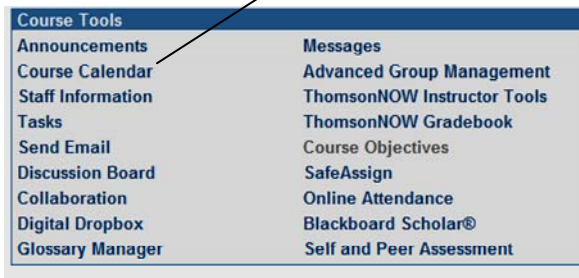 Course Tools
Announcements
Course Calendar
Staff Information
Tasks
Send Email
Discussion Board
Collaboration
Digital Dropbox
Glossary Manager
Messages
Advanced Group Management
ThomsonNOW Instructor Tools
ThomsonNOW Gradebook
Course Objectives
SafeAssign
Online Attendance
Blackboard Scholar®
Self and Peer Assessment